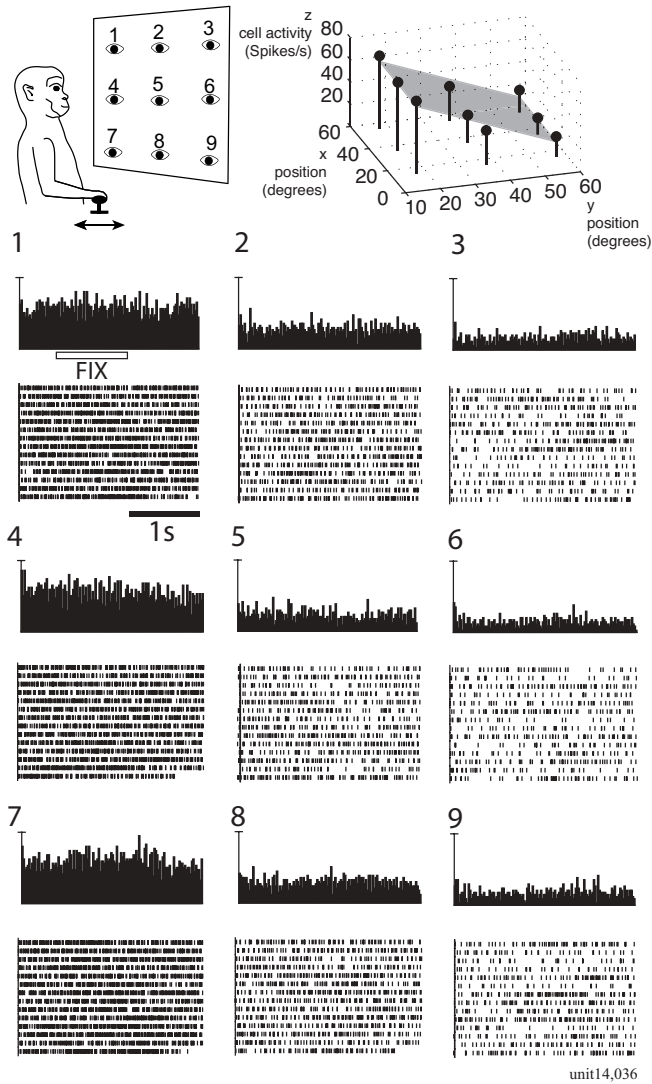 1 2 3
4 5 6
7 8 9
z
cell activity
(Spikes/s)
80
60
40
20
60
40
20
0
x
position
(degrees)
10 20 30 40 50 60
y
position
(degrees)
1 2 3
FIX
1s
4 5 6
7 8 9
unit14,036